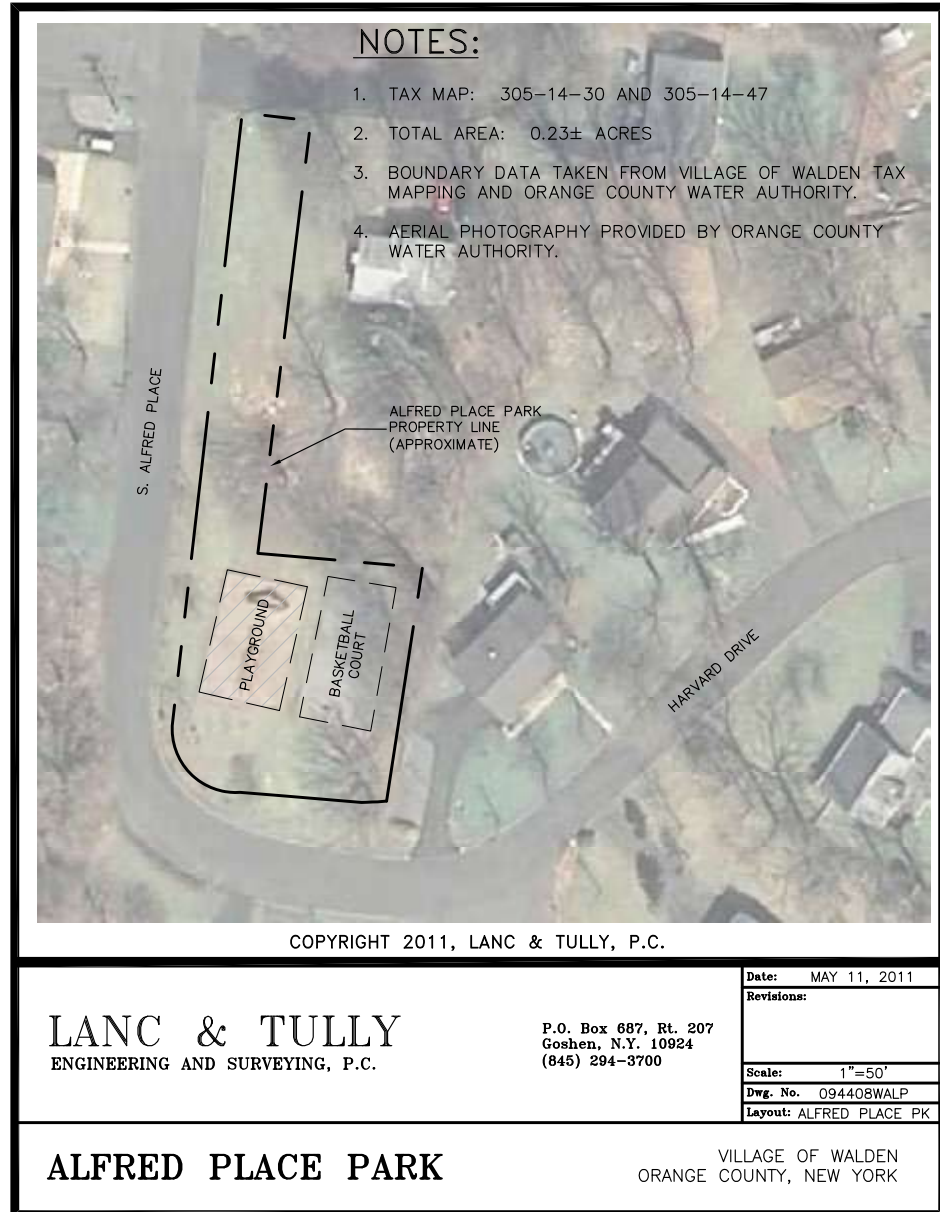 NOTES:
1. TAX MAP: 305-14-30 AND 305-14-47
2. TOTAL AREA: 0.23± ACRES
3. BOUNDARY DATA TAKEN FROM VILLAGE OF WALDEN TAX
MAPPING AND ORANGE COUNTY WATER AUTHORITY.
4. AERIAL PHOTOGRAPHY PROVIDED BY ORANGE COUNTY
WATER AUTHORITY.
S. ALFRED PLACE
ALFRED PLACE PARK
PROPERTY LINE
(APPROXIMATE)
PLAYGROUND
BASKETBALL
COURT
HARVARD DRIVE
COPYRIGHT 2011, LANC & TULLY, P.C.
LANC & TULLY
ENGINEERING AND SURVEYING, P.C.
P.O. Box 687, Rt. 207
Goshen, N.Y. 10924
(845) 294-3700
Date: MAY 11, 2011
Revisions:
Scale: 1"=50'
Dwg. No. 094408WALP
Layout: ALFRED PLACE PK
ALFRED PLACE PARK
VILLAGE OF WALDEN
ORANGE COUNTY, NEW YORK